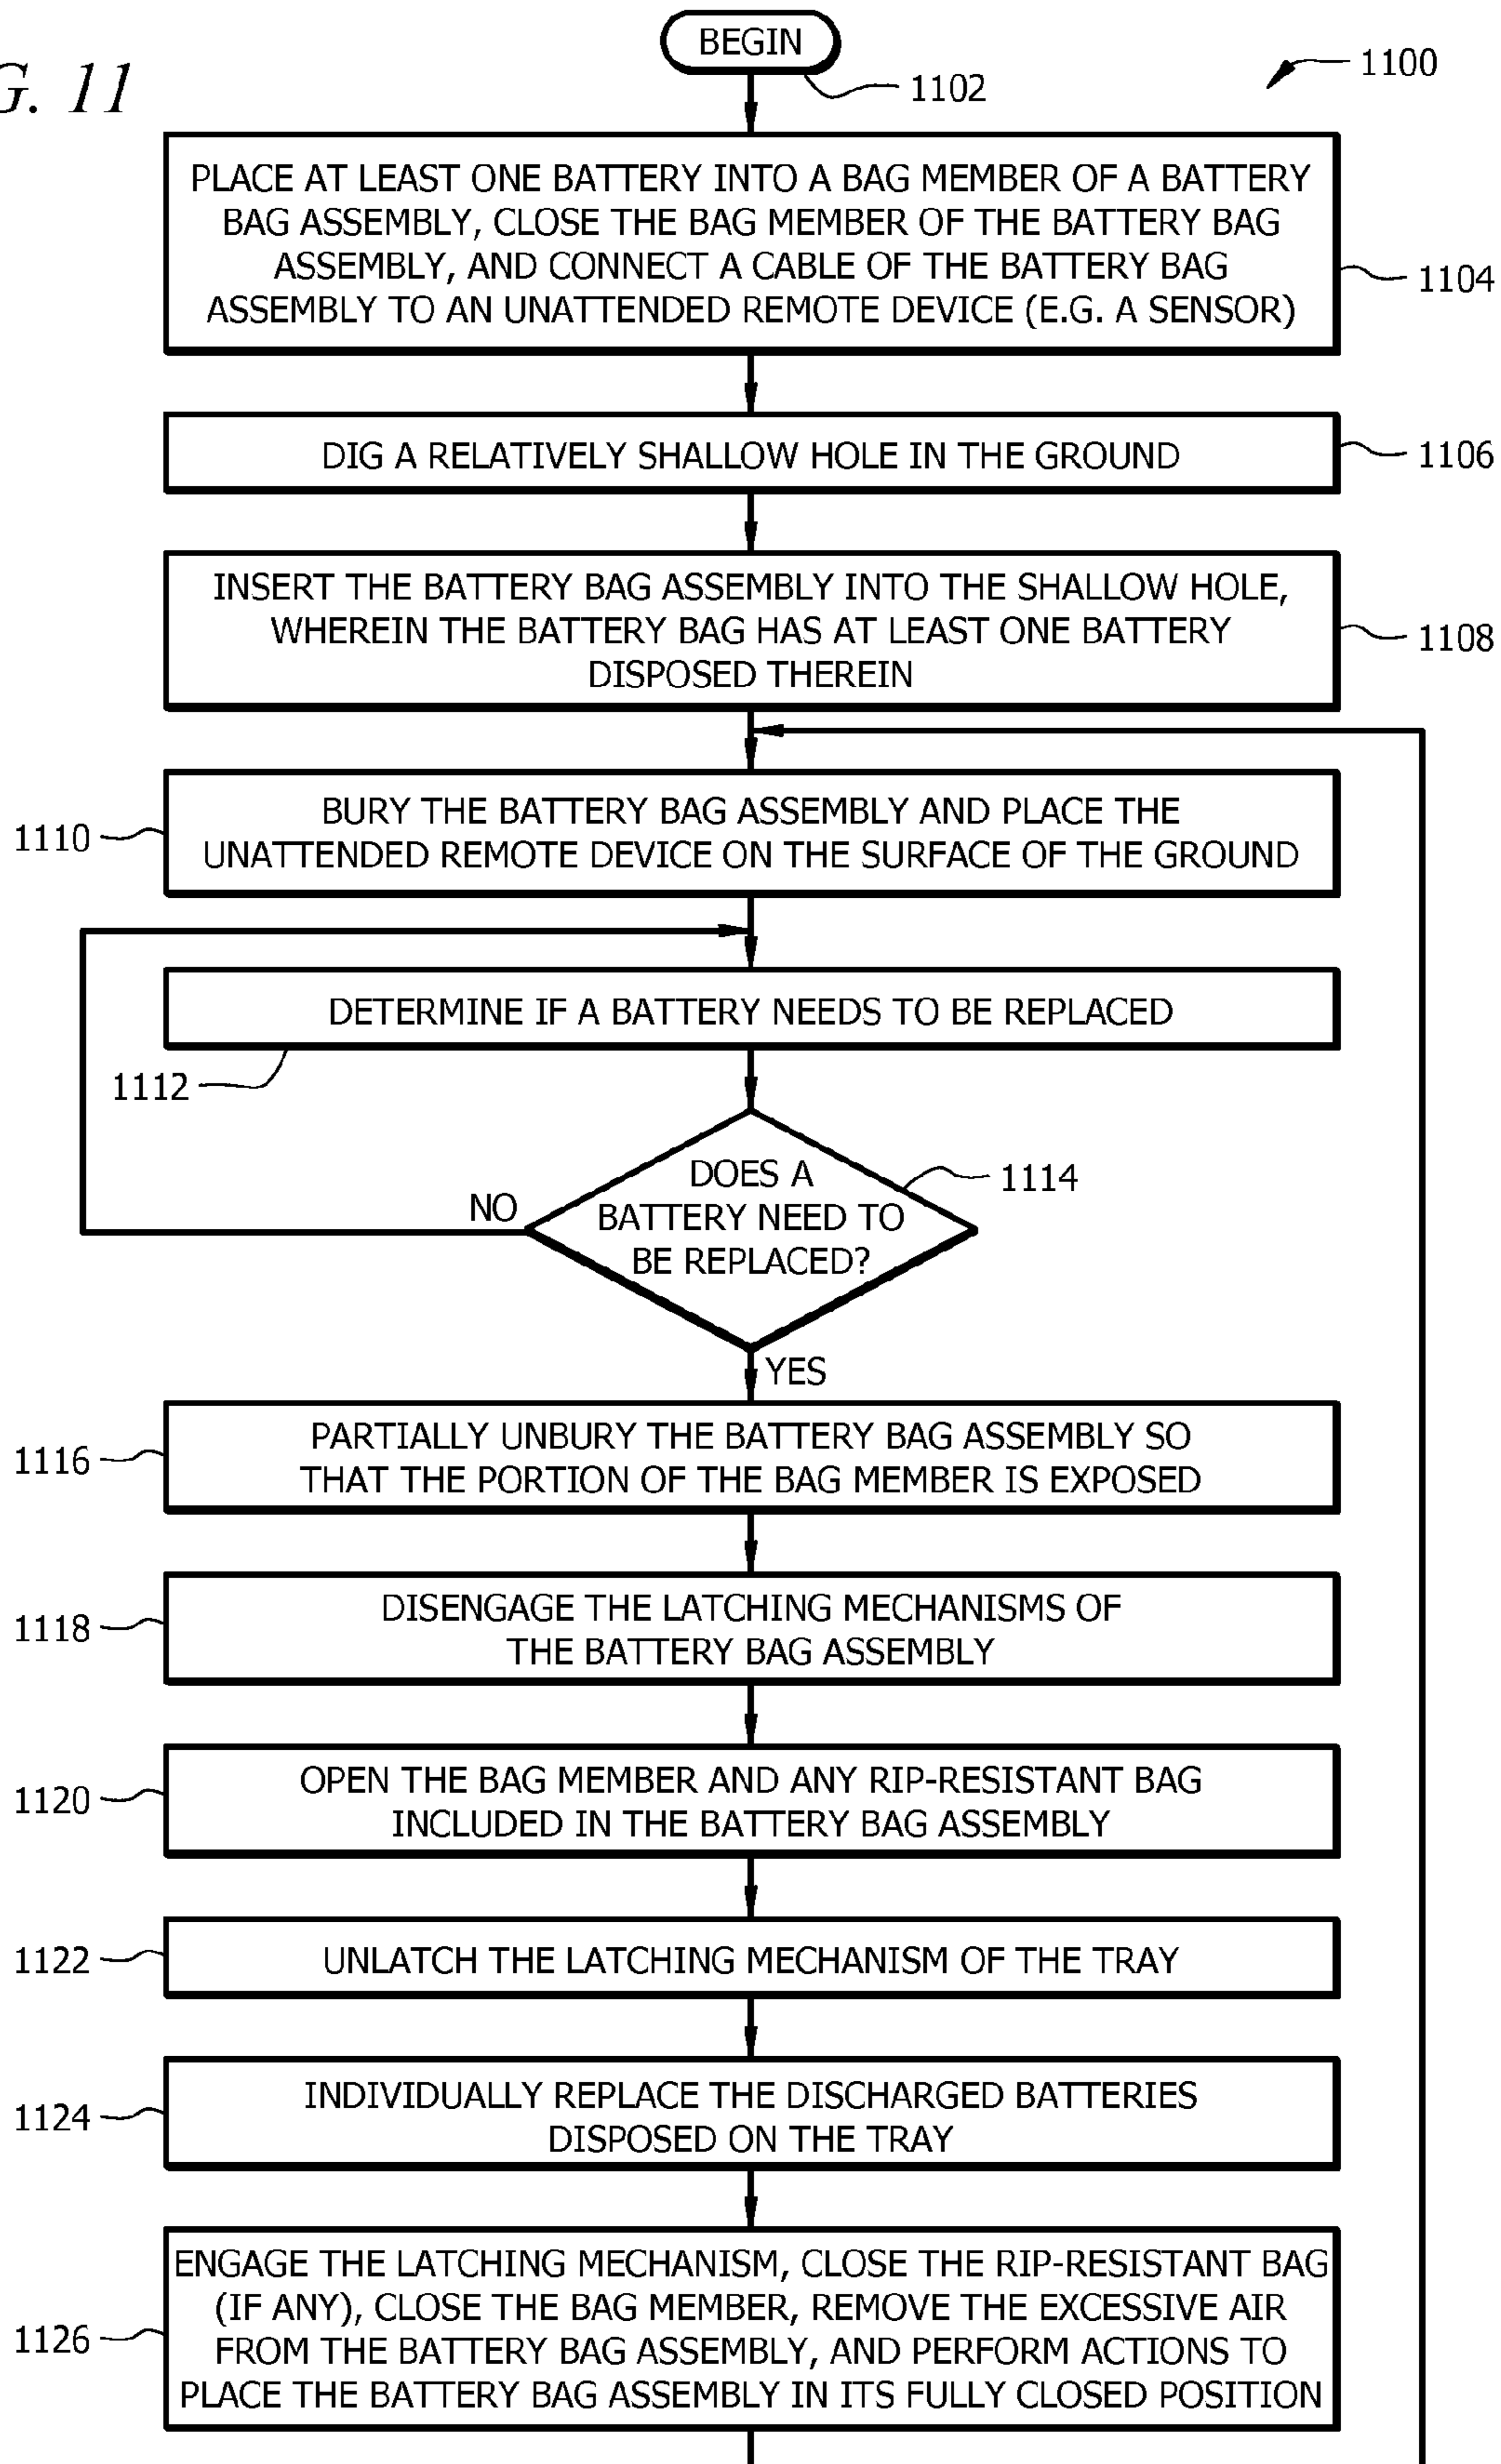 G. 11
BEGIN
1100
1102
PLACE AT LEAST ONE BATTERY INTO A BAG MEMBER OF A BATTERY
BAG ASSEMBLY, CLOSE THE BAG MEMBER OF THE BATTERY BAG
ASSEMBLY, AND CONNECT A CABLE OF THE BATTERY BAG
ASSEMBLY TO AN UNATTENDED REMOTE DEVICE (E.G. A SENSOR)
1104
DIG A RELATIVELY SHALLOW HOLE IN THE GROUND
1106
INSERT THE BATTERY BAG ASSEMBLY INTO THE SHALLOW HOLE,
WHEREIN THE BATTERY BAG HAS AT LEAST ONE BATTERY
DISPOSED THEREIN
1108
1110
BURY THE BATTERY BAG ASSEMBLY AND PLACE THE
UNATTENDED REMOTE DEVICE ON THE SURFACE OF THE GROUND
DETERMINE IF A BATTERY NEEDS TO BE REPLACED
1112
DOES A
BATTERY NEED TO
BE REPLACED?
1114
NO
YES
1116
PARTIALLY UNBURY THE BATTERY BAG ASSEMBLY SO
THAT THE PORTION OF THE BAG MEMBER IS EXPOSED
1118
DISENGAGE THE LATCHING MECHANISMS OF
THE BATTERY BAG ASSEMBLY
1120
OPEN THE BAG MEMBER AND ANY RIP-RESISTANT BAG
INCLUDED IN THE BATTERY BAG ASSEMBLY
1122
UNLATCH THE LATCHING MECHANISM OF THE TRAY
1124
INDIVIDUALLY REPLACE THE DISCHARGED BATTERIES
DISPOSED ON THE TRAY
1126
ENGAGE THE LATCHING MECHANISM, CLOSE THE RIP-RESISTANT BAG
(IF ANY), CLOSE THE BAG MEMBER, REMOVE THE EXCESSIVE AIR
FROM THE BATTERY BAG ASSEMBLY, AND PERFORM ACTIONS TO
PLACE THE BATTERY BAG ASSEMBLY IN ITS FULLY CLOSED POSITION